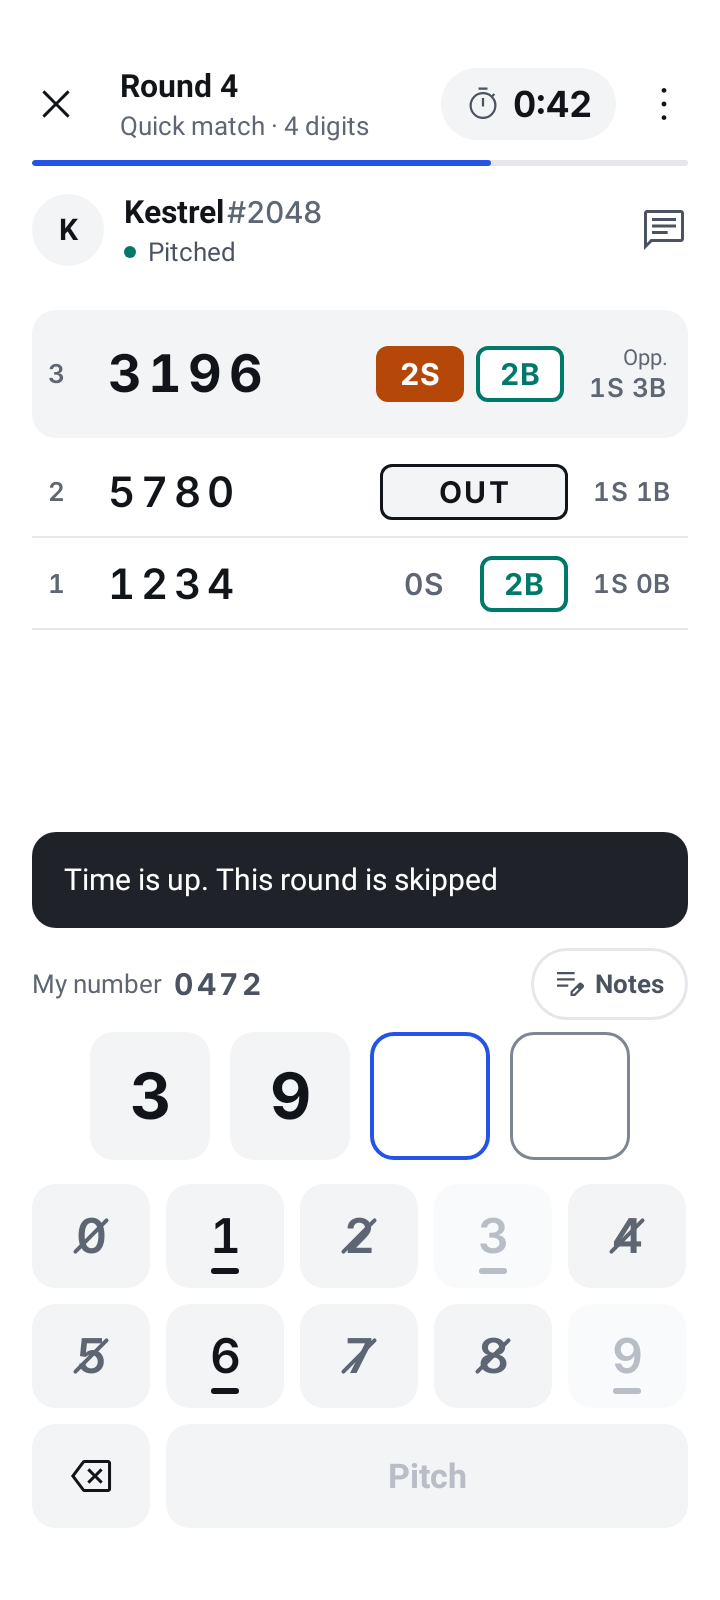 Round 4
Quick match · 4 digits
0:42
K
Kestrel#2048
Pitched
3 3196 2S 2B Opp. 1S 3B
2 5780 OUT 1S 1B
1 1234 0S 2B 1S 0B
Time is up. This round is skipped
My number 0472
Notes
3 9
0 1 2 3 4
5 6 7 8 9
Pitch